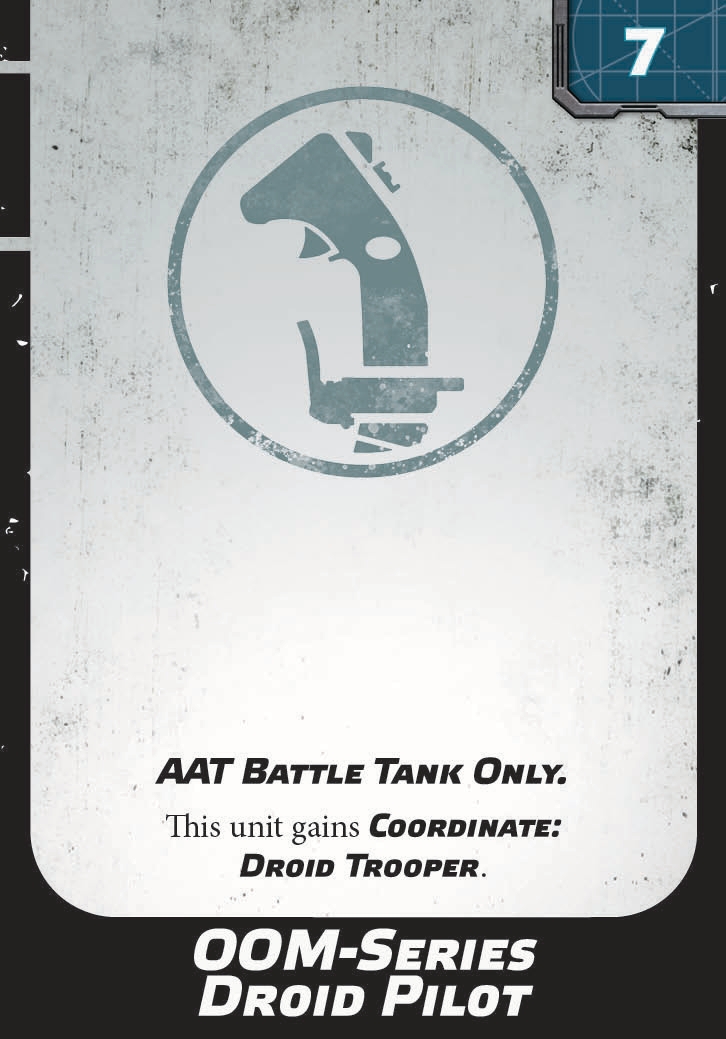 7
AAT Battle Tank Only.
This unit gains Coordinate:
Droid Trooper.
OOM-Series
Droid Pilot